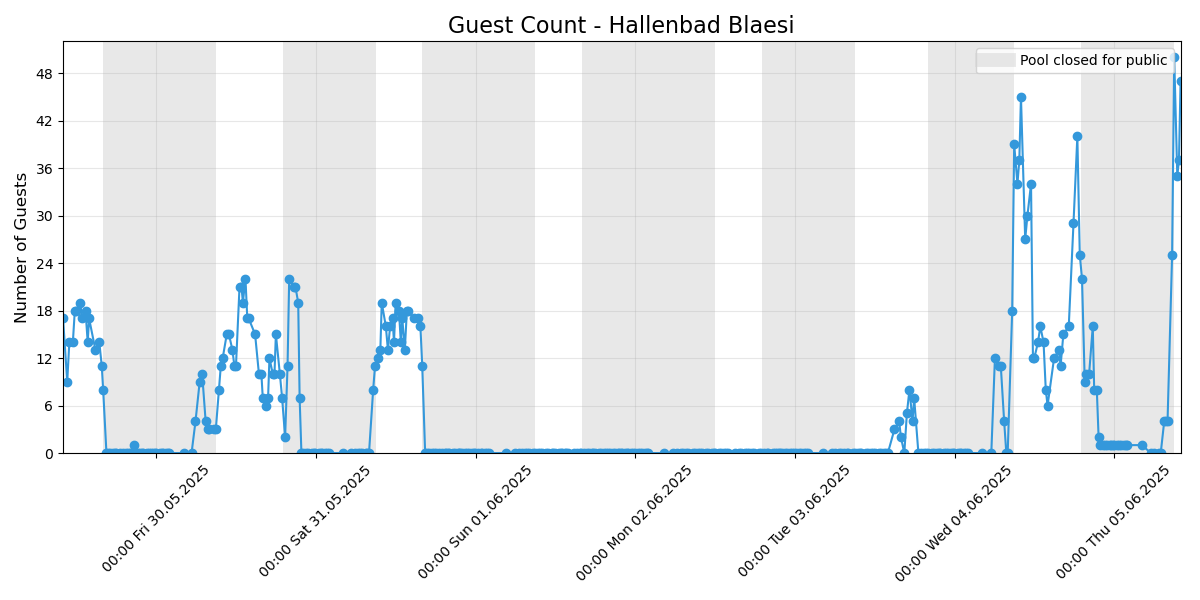 Guest Count - Hallenbad Blaesi
Pool closed for public
Number of Guests
48
42
36
30
24
18
12
6
0
00:00 Fri 30.05.2025
00:00 Sat 31.05.2025
00:00 Sun 01.06.2025
00:00 Mon 02.06.2025
00:00 Tue 03.06.2025
00:00 Wed 04.06.2025
00:00 Thu 05.06.2025